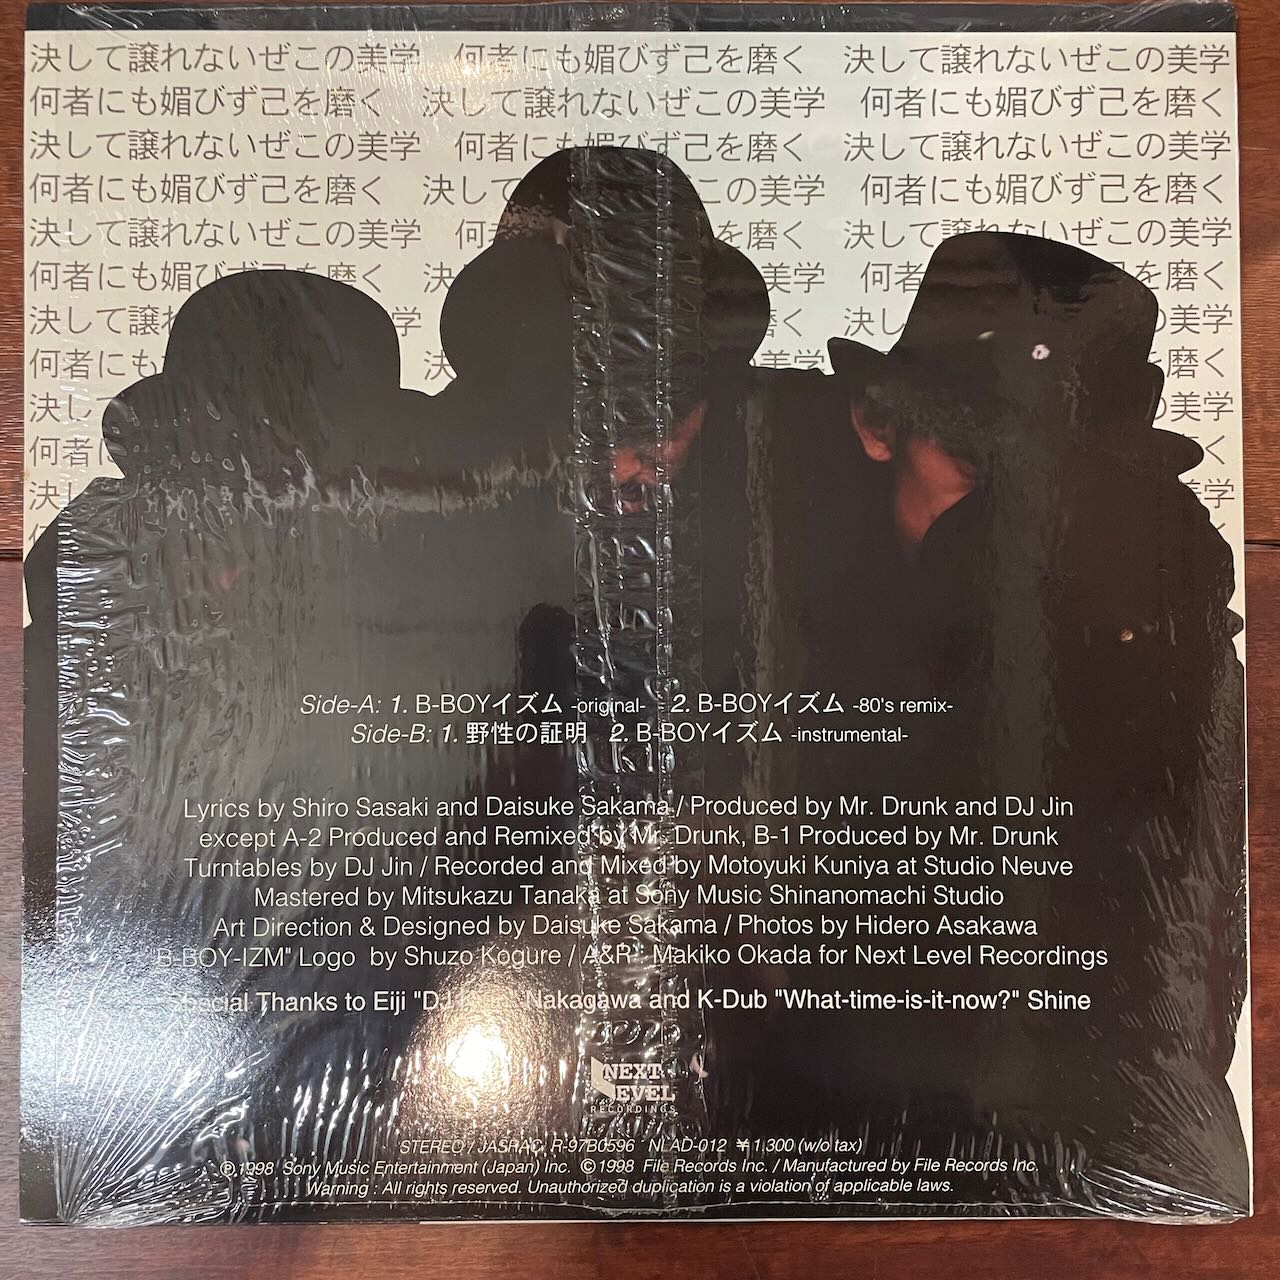 決して譲れないぜこの美学 何者にも媚びず己を磨く 決して譲れないぜこの美学
何者にも媚びず己を磨く 決して譲れないぜこの美学 何者にも媚びず己を磨く
決して譲れないぜこの美学 何者にも媚びず己を磨く 決して譲れないぜこの美学
何者にも媚びず己を磨く 決して この美学 何者にも媚びず己を磨く
決して譲れないぜこの美学 何者 を磨く 決して譲れないぜこの美学
何者にも媚び 磨く 決 美学 何者 を磨く
決して譲 学 く 決し 美学
何者にも 決 美 磨く
決して 美学
何者に く
決し 美学
Side-A: 1. B-BOYイズム -original- 2. B-BOYイズム -80's remix-
Side-B: 1. 野性の証明 2. B-BOYイズム -instrumental-
Lyrics by Shiro Sasaki and Daisuke Sakama / Produced by Mr. Drunk and DJ Jin
except A-2 Produced and Remixed by Mr. Drunk, B-1 Produced by Mr. Drunk
Turntables by DJ Jin / Recorded and Mixed by Motoyuki Kuniya at Studio Neuve
Mastered by Mitsukazu Tanaka at Sony Music Shinanomachi Studio
Art Direction & Designed by Daisuke Sakama / Photos by Hidero Asakawa
"B-BOY-IZM" Logo by Shuzo Kogure / A&R : Makiko Okada for Next Level Recordings
Special Thanks to Eiji "DJ Nakagawa and K-Dub "What-time-is-it-now?" Shine
NEXT
LEVEL
RECORDINGS
STEREO / JASRAC R-97B0596 NLAD-012 ¥1,300 (w/o tax)
℗1998 Sony Music Entertainment (Japan) Inc. ©1998 File Records Inc. / Manufactured by File Records Inc.
Warning : All rights reserved. Unauthorized duplication is a violation of applicable laws.